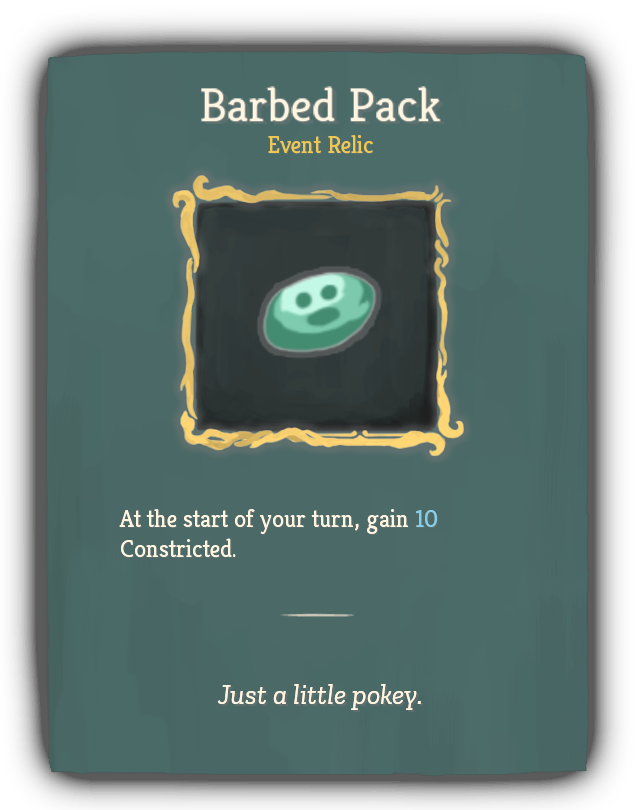 Barbed Pack
Event Relic
At the start of your turn, gain 10
Constricted.
Just a little pokey.